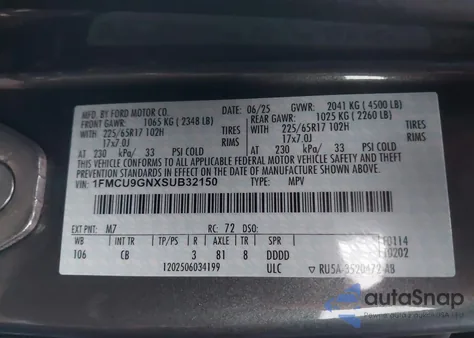 MFD. BY FORD MOTOR CO.
DATE: 06/25 GVWR: 2041 KG (4500 LB)
FRONT GAWR: 1065 KG (2348 LB) REAR GAWR: 1025 KG (2260 LB)
WITH 225/65R17 102H TIRES WITH 225/65R17 102H TIRES
17x7.0J RIMS 17x7.0J RIMS
AT 230 kPa/ 33 PSI COLD AT 230 kPa/ 33 PSI COLD
THIS VEHICLE CONFORMS TO ALL APPLICABLE FEDERAL MOTOR VEHICLE SAFETY AND THEFT
PREVENTION STANDARDS IN EFFECT ON THE DATE OF MANUFACTURE SHOWN ABOVE.
VIN: 1FMCU9GNXSUB32150 TYPE: MPV
EXT PNT: M7 RC: 72 DSO:
WB INT TR TP/PS R AXLE TR SPR
106 CB 3 81 8 DDDD
F0114
T0202
1202506034199 ULC
RU5A-3520472-AB
autoSnap